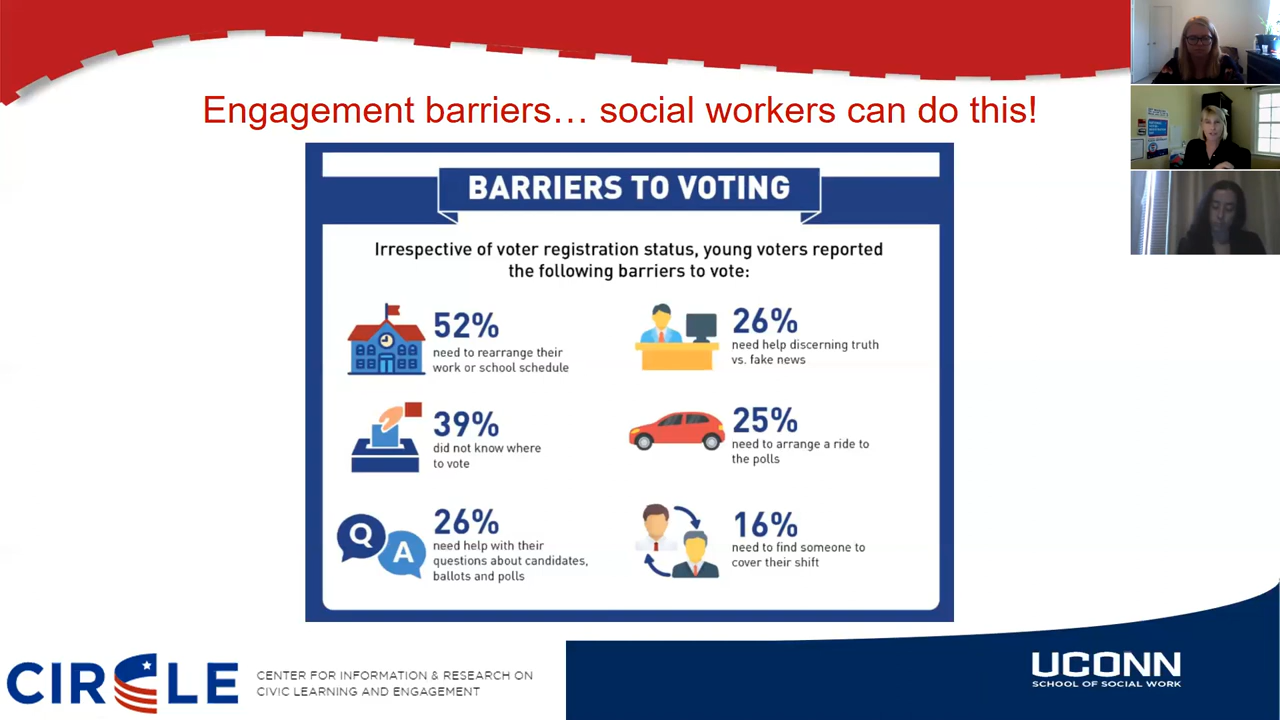 Engagement barriers… social workers can do this!
BARRIERS TO VOTING
Irrespective of voter registration status, young voters reported
the following barriers to vote:
52%
need to rearrange their
work or school schedule
26%
need help discerning truth
vs. fake news
39%
did not know where
to vote
25%
need to arrange a ride to
the polls
Q
A
26%
need help with their
questions about candidates,
ballots and polls
16%
need to find someone to
cover their shift
CIRCLE
CENTER FOR INFORMATION & RESEARCH ON
CIVIC LEARNING AND ENGAGEMENT
UCONN
SCHOOL OF SOCIAL WORK